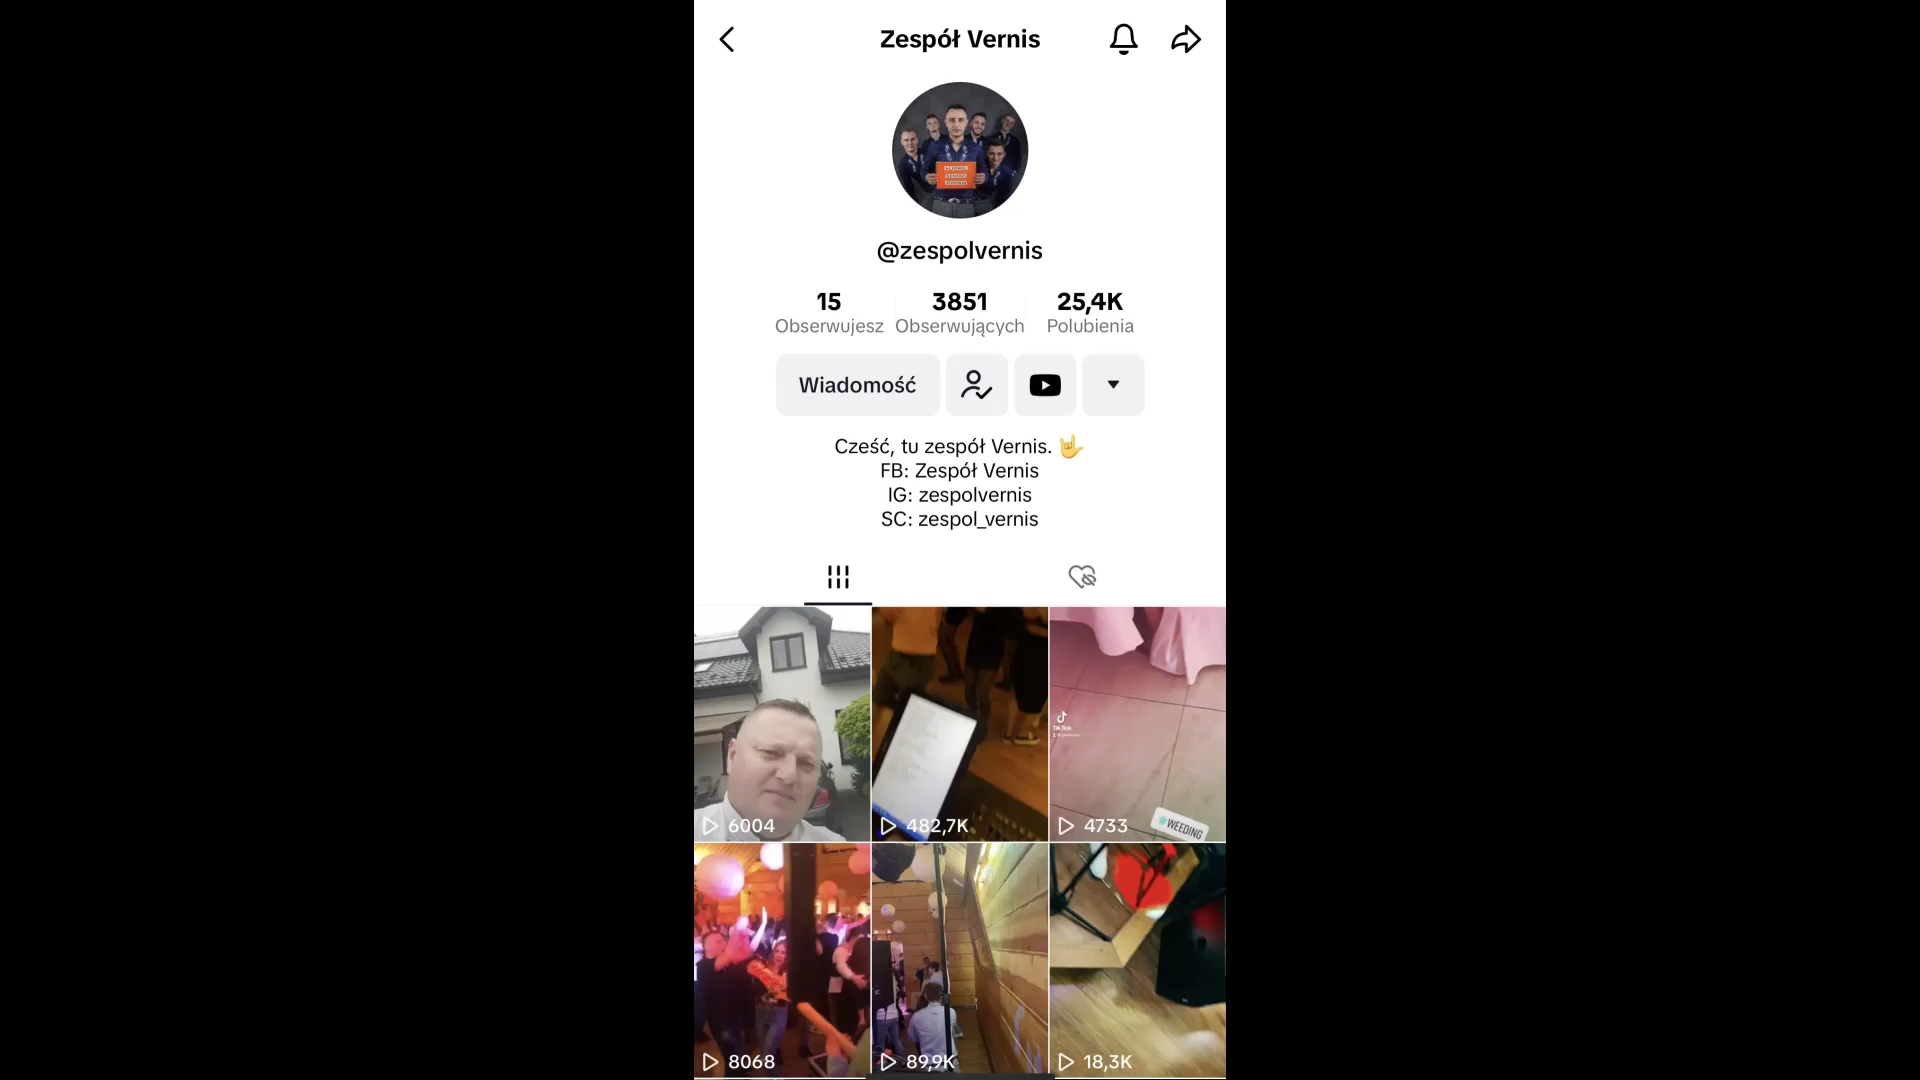 Zespół Vernis
@zespolvernis
15 3851 25,4K
Obserwujesz Obserwujących Polubienia
Wiadomość
Cześć, tu zespół Vernis.
FB: Zespół Vernis
IG: zespolvernis
SC: zespol_vernis
TikTok
#WEEDING
6004 482,7K 4733
8068 89,9K 18,3K